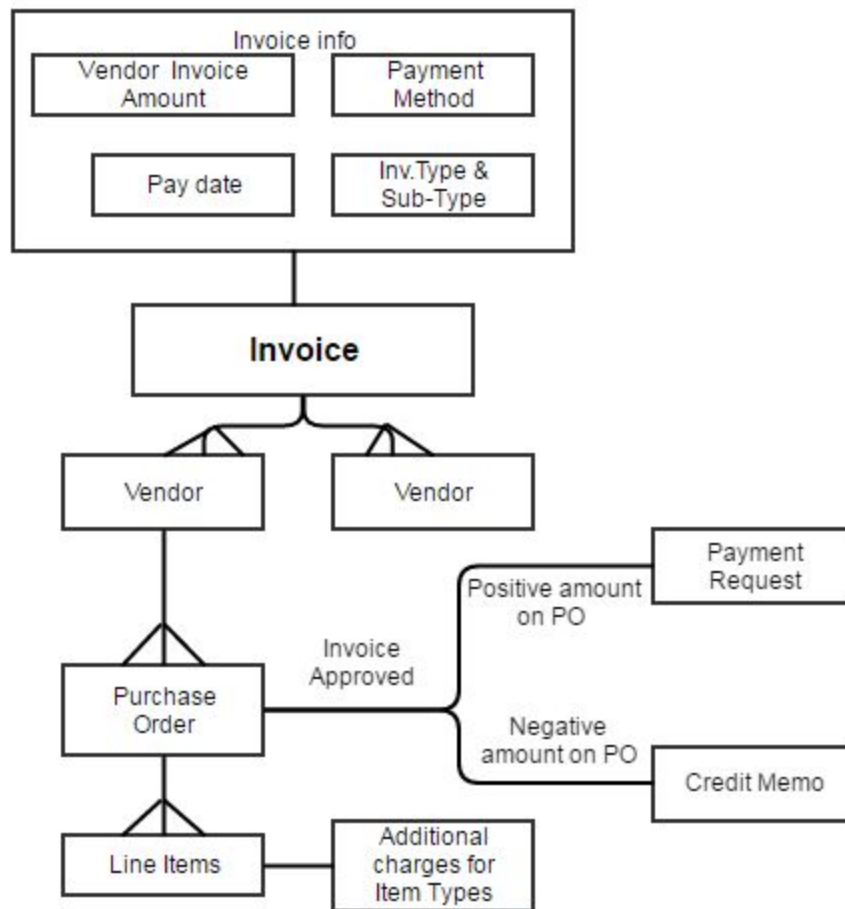 Invoice info
Vendor Invoice
Amount
Payment
Method
Pay date
Inv.Type &
Sub-Type
Invoice
Vendor
Vendor
Payment
Request
Positive amount
on PO
Invoice
Approved
Purchase
Order
Negative
amount on PO
Credit Memo
Line Items
Additional
charges for
Item Types